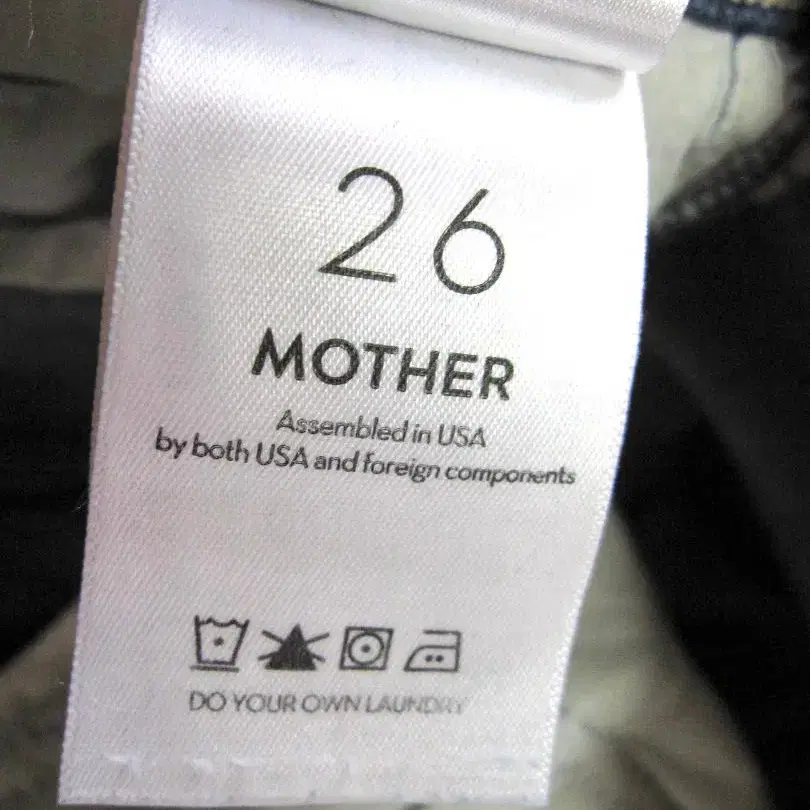 26
MOTHER
Assembled in USA
by both USA and foreign components
DO YOUR OWN LAUNDRY